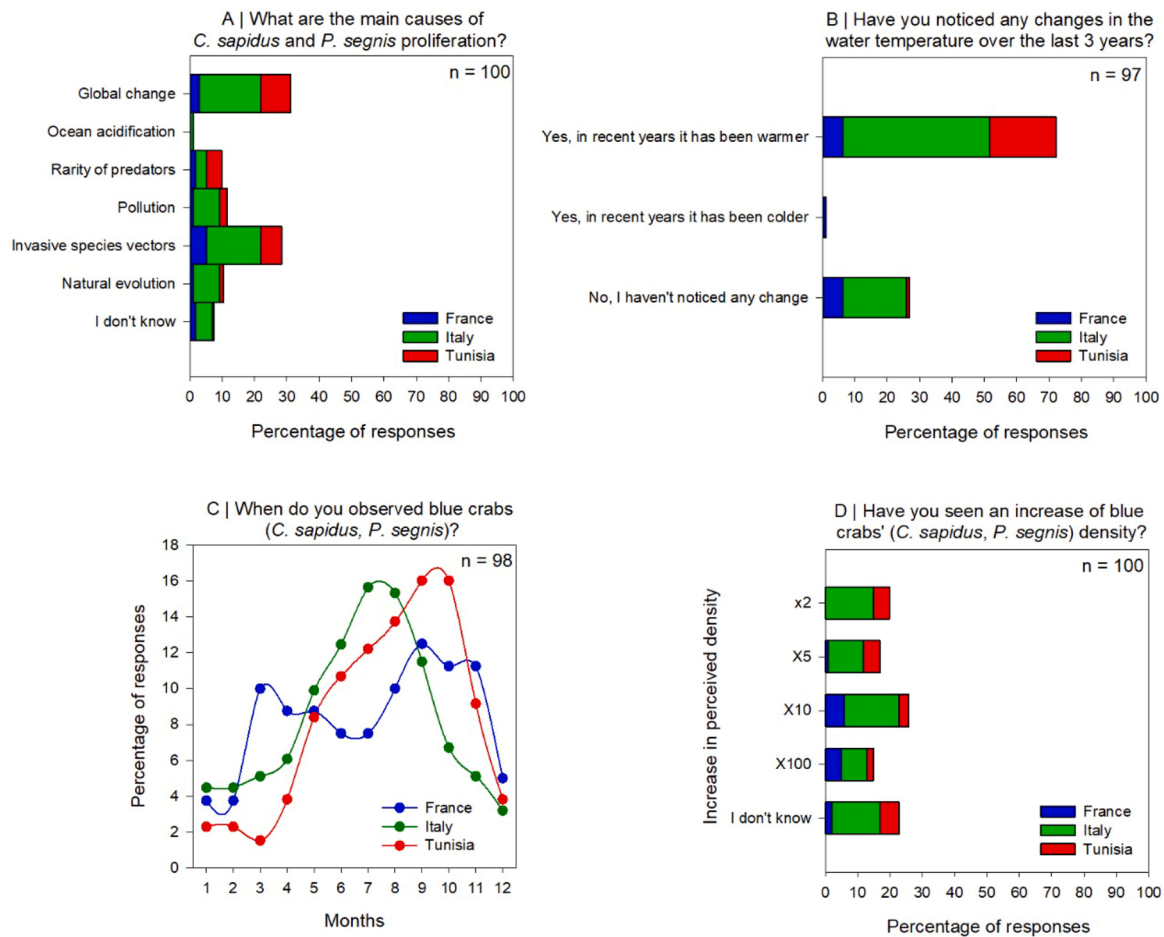 A | What are the main causes of
C. sapidus and P. segnis proliferation?
n = 100
Global change
Ocean acidification
Rarity of predators
Pollution
Invasive species vectors
Natural evolution
I don't know
France
Italy
Tunisia
0 10 20 30 40 50 60 70 80 90 100
Percentage of responses
B | Have you noticed any changes in the
water temperature over the last 3 years?
n = 97
Yes, in recent years it has been warmer
Yes, in recent years it has been colder
No, I haven't noticed any change
France
Italy
Tunisia
0 10 20 30 40 50 60 70 80 90 100
Percentage of responses
C | When do you observed blue crabs
(C. sapidus, P. segnis)?
n = 98
Percentage of responses
18
16
14
12
10
8
6
4
2
0
France
Italy
Tunisia
1 2 3 4 5 6 7 8 9 10 11 12
Months
D | Have you seen an increase of blue
crabs' (C. sapidus, P. segnis) density?
n = 100
Increase in perceived density
x2
X5
X10
X100
I don't know
France
Italy
Tunisia
0 10 20 30 40 50 60 70 80 90 100
Percentage of responses